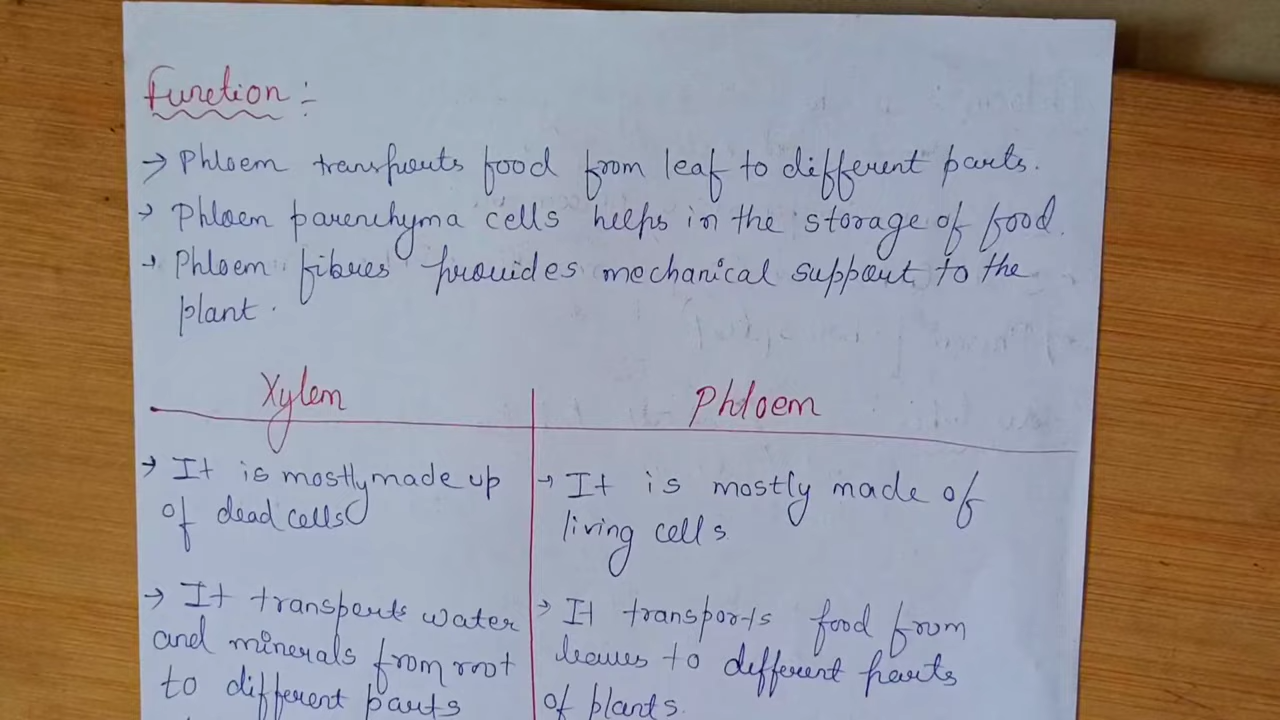 Function :-
→ Phloem transports food from leaf to different parts.
→ Phloem parenchyma cells helps in the storage of food.
→ Phloem fibres provides mechanical support to the
plant.
Xylem
Phloem
→ It is mostly made up
of dead cells
→ It is mostly made of
living cells
→ It transports water
and minerals from root
to different parts
→ It transports food from
leaves to different parts
of plants.